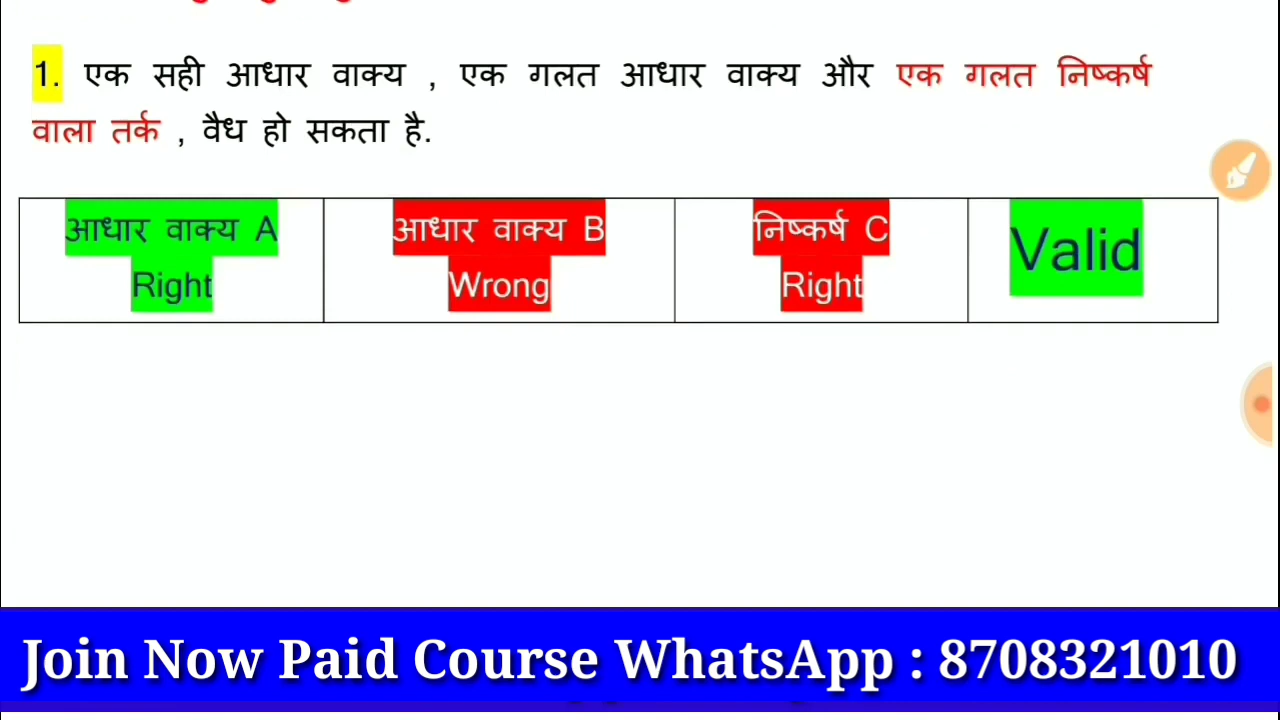 1. एक सही आधार वाक्य , एक गलत आधार वाक्य और एक गलत निष्कर्ष
वाला तर्क , वैध हो सकता है.
आधार वाक्य A
Right
आधार वाक्य B
Wrong
निष्कर्ष C
Right
Valid
Join Now Paid Course WhatsApp : 8708321010